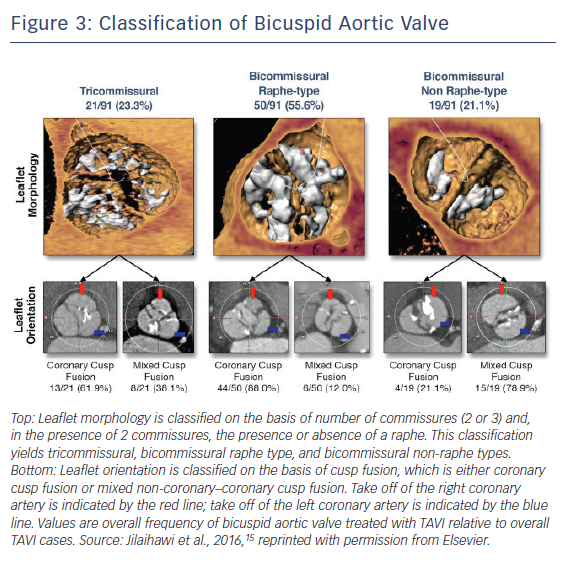 Figure 3: Classification of Bicuspid Aortic Valve
Tricommissural
21/91 (23.3%)
Bicommissural
Raphe-type
50/91 (55.6%)
Bicommissural
Non Raphe-type
19/91 (21.1%)
Leaflet
Morphology
Leaflet
Orientation
Coronary Cusp
Fusion
13/21 (61.9%)
Mixed Cusp
Fusion
8/21 (38.1%)
Coronary Cusp
Fusion
44/50 (88.0%)
Mixed Cusp
Fusion
6/50 (12.0%)
Coronary Cusp
Fusion
4/19 (21.1%)
Mixed Cusp
Fusion
15/19 (78.9%)
Top: Leaflet morphology is classified on the basis of number of commissures (2 or 3) and,
in the presence of 2 commissures, the presence or absence of a raphe. This classification
yields tricommissural, bicommissural raphe type, and bicommissural non-raphe types.
Bottom: Leaflet orientation is classified on the basis of cusp fusion, which is either coronary
cusp fusion or mixed non-coronary–coronary cusp fusion. Take off of the right coronary
artery is indicated by the red line; take off of the left coronary artery is indicated by the blue
line. Values are overall frequency of bicuspid aortic valve treated with TAVI relative to overall
TAVI cases. Source: Jilaihawi et al., 2016,15 reprinted with permission from Elsevier.